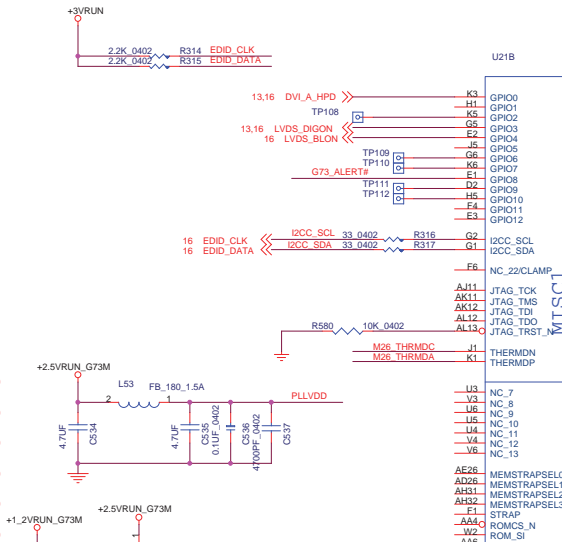 +3VRUN
2.2K_0402 R314 EDID_CLK
2.2K_0402 R315 EDID_DATA
U21B
13,16 DVI_A_HPD K3 GPIO0
H1 GPIO1
TP108 K5 GPIO2
13,16 LVDS_DIGON G5 GPIO3
16 LVDS_BLON E2 GPIO4
J5 GPIO5
TP109 G6 GPIO6
TP110 K6 GPIO7
G73_ALERT# E1 GPIO8
TP111 D2 GPIO9
TP112 H5 GPIO10
F4 GPIO11
E3 GPIO12
16 EDID_CLK I2CC_SCL 33_0402 R316 G2 I2CC_SCL
16 EDID_DATA I2CC_SDA 33_0402 R317 G1 I2CC_SDA
F6 NC_22/CLAMP
MISC1
AJ11 JTAG_TCK
AK11 JTAG_TMS
AK12 JTAG_TDI
AL12 JTAG_TDO
R580 10K_0402 AL13 JTAG_TRST_N
M26_THRMDC J1 THERMDN
M26_THRMDA K1 THERMDP
+2.5VRUN_G73M
L53 FB_180_1.5A
2 1 PLLVDD
4.7UF C534
4.7UF C535
0.1UF_0402 C536
4700PF_0402 C537
U3 NC_7
V3 NC_8
U6 NC_9
U5 NC_10
U4 NC_11
V4 NC_12
V6 NC_13
AE26 MEMSTRAPSEL0
AD26 MEMSTRAPSEL1
AH31 MEMSTRAPSEL2
AH32 MEMSTRAPSEL3
F1 STRAP
AA4 ROMCS_N
W2 ROM_SI
AA6
+1_2VRUN_G73M
+2.5VRUN_G73M
1